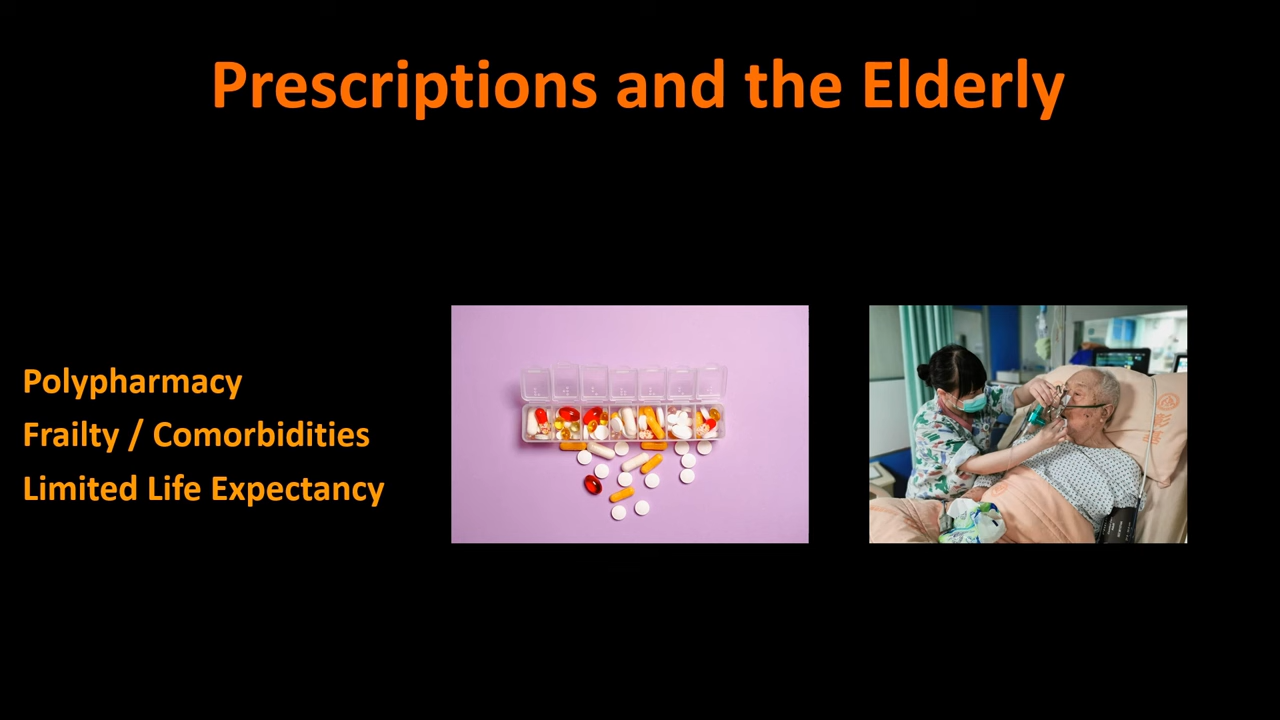 Prescriptions and the Elderly
Polypharmacy
Frailty / Comorbidities
Limited Life Expectancy